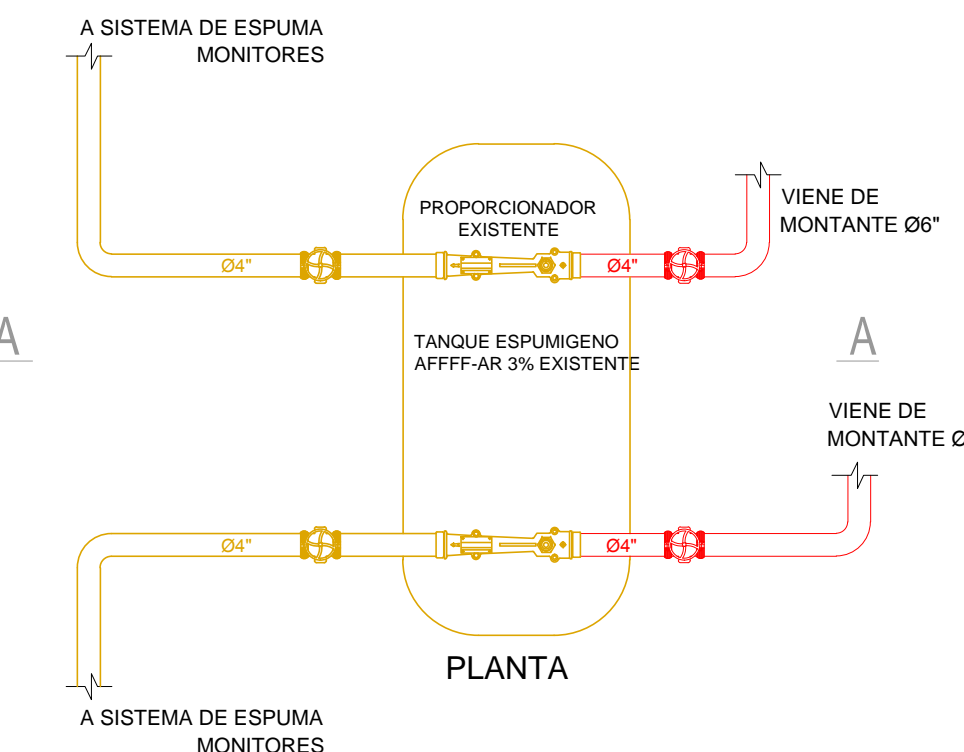 A SISTEMA DE ESPUMA
MONITORES
PROPORCIONADOR
EXISTENTE
VIENE DE
MONTANTE Ø6"
Ø4"
Ø4"
A
A
TANQUE ESPUMIGENO
AFFFF-AR 3% EXISTENTE
VIENE DE
MONTANTE Ø
Ø4"
Ø4"
PLANTA
A SISTEMA DE ESPUMA
MONITORES